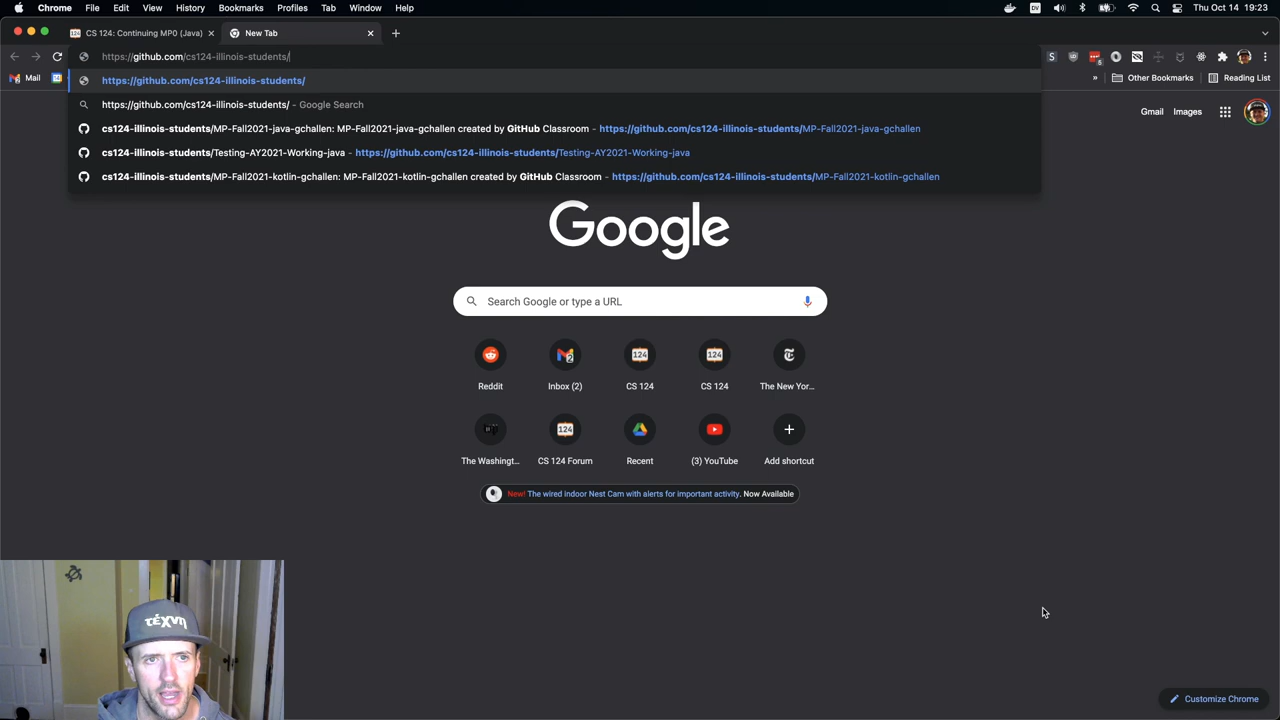 Chrome File Edit View History Bookmarks Profiles Tab Window Help DV Thu Oct 14 19:23
124 CS 124: Continuing MP0 (Java) New Tab
https://github.com/cs124-illinois-students/
Mail
https://github.com/cs124-illinois-students/
» Other Bookmarks Reading List
https://github.com/cs124-illinois-students/ – Google Search
Gmail Images
cs124-illinois-students/MP-Fall2021-java-gchallen: MP-Fall2021-java-gchallen created by GitHub Classroom – https://github.com/cs124-illinois-students/MP-Fall2021-java-gchallen
cs124-illinois-students/Testing-AY2021-Working-java – https://github.com/cs124-illinois-students/Testing-AY2021-Working-java
cs124-illinois-students/MP-Fall2021-kotlin-gchallen: MP-Fall2021-kotlin-gchallen created by GitHub Classroom – https://github.com/cs124-illinois-students/MP-Fall2021-kotlin-gchallen
Google
Search Google or type a URL
124 124
Reddit Inbox (2) CS 124 CS 124 The New Yor...
124
The Washingt... CS 124 Forum Recent (3) YouTube Add shortcut
New! The wired indoor Nest Cam with alerts for important activity. Now Available
τέχνη
Customize Chrome